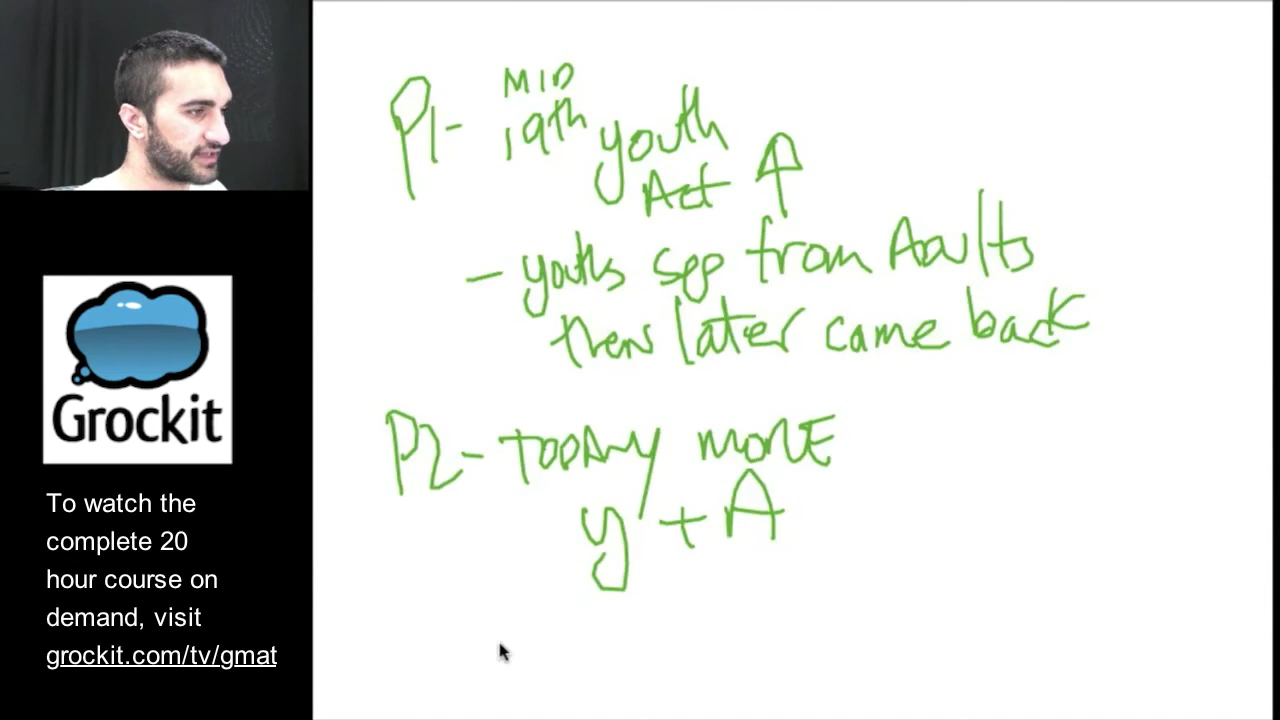 P1- MID
19th youth
Act ↑
- youths sep from Adults
then later came back
P2- TODAY MORE
y + A
Grockit
To watch the
complete 20
hour course on
demand, visit
grockit.com/tv/gmat